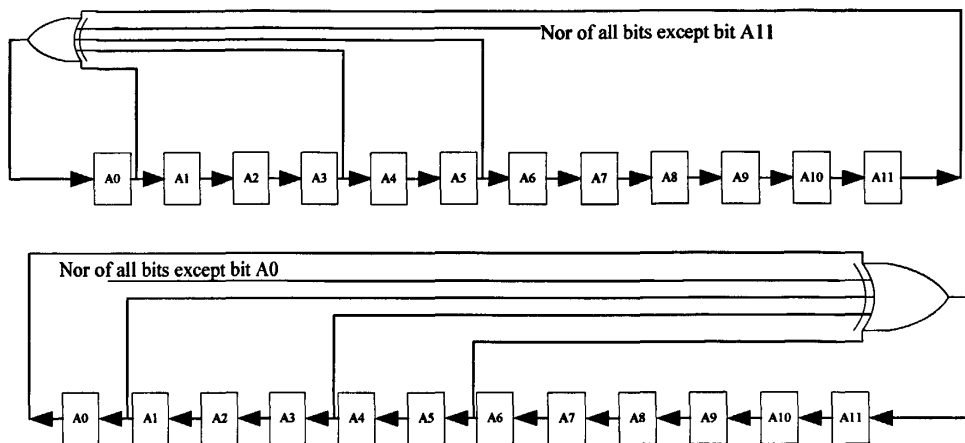 Nor of all bits except bit A11
A0 A1 A2 A3 A4 A5 A6 A7 A8 A9 A10 A11
Nor of all bits except bit A0
A0 A1 A2 A3 A4 A5 A6 A7 A8 A9 A10 A11